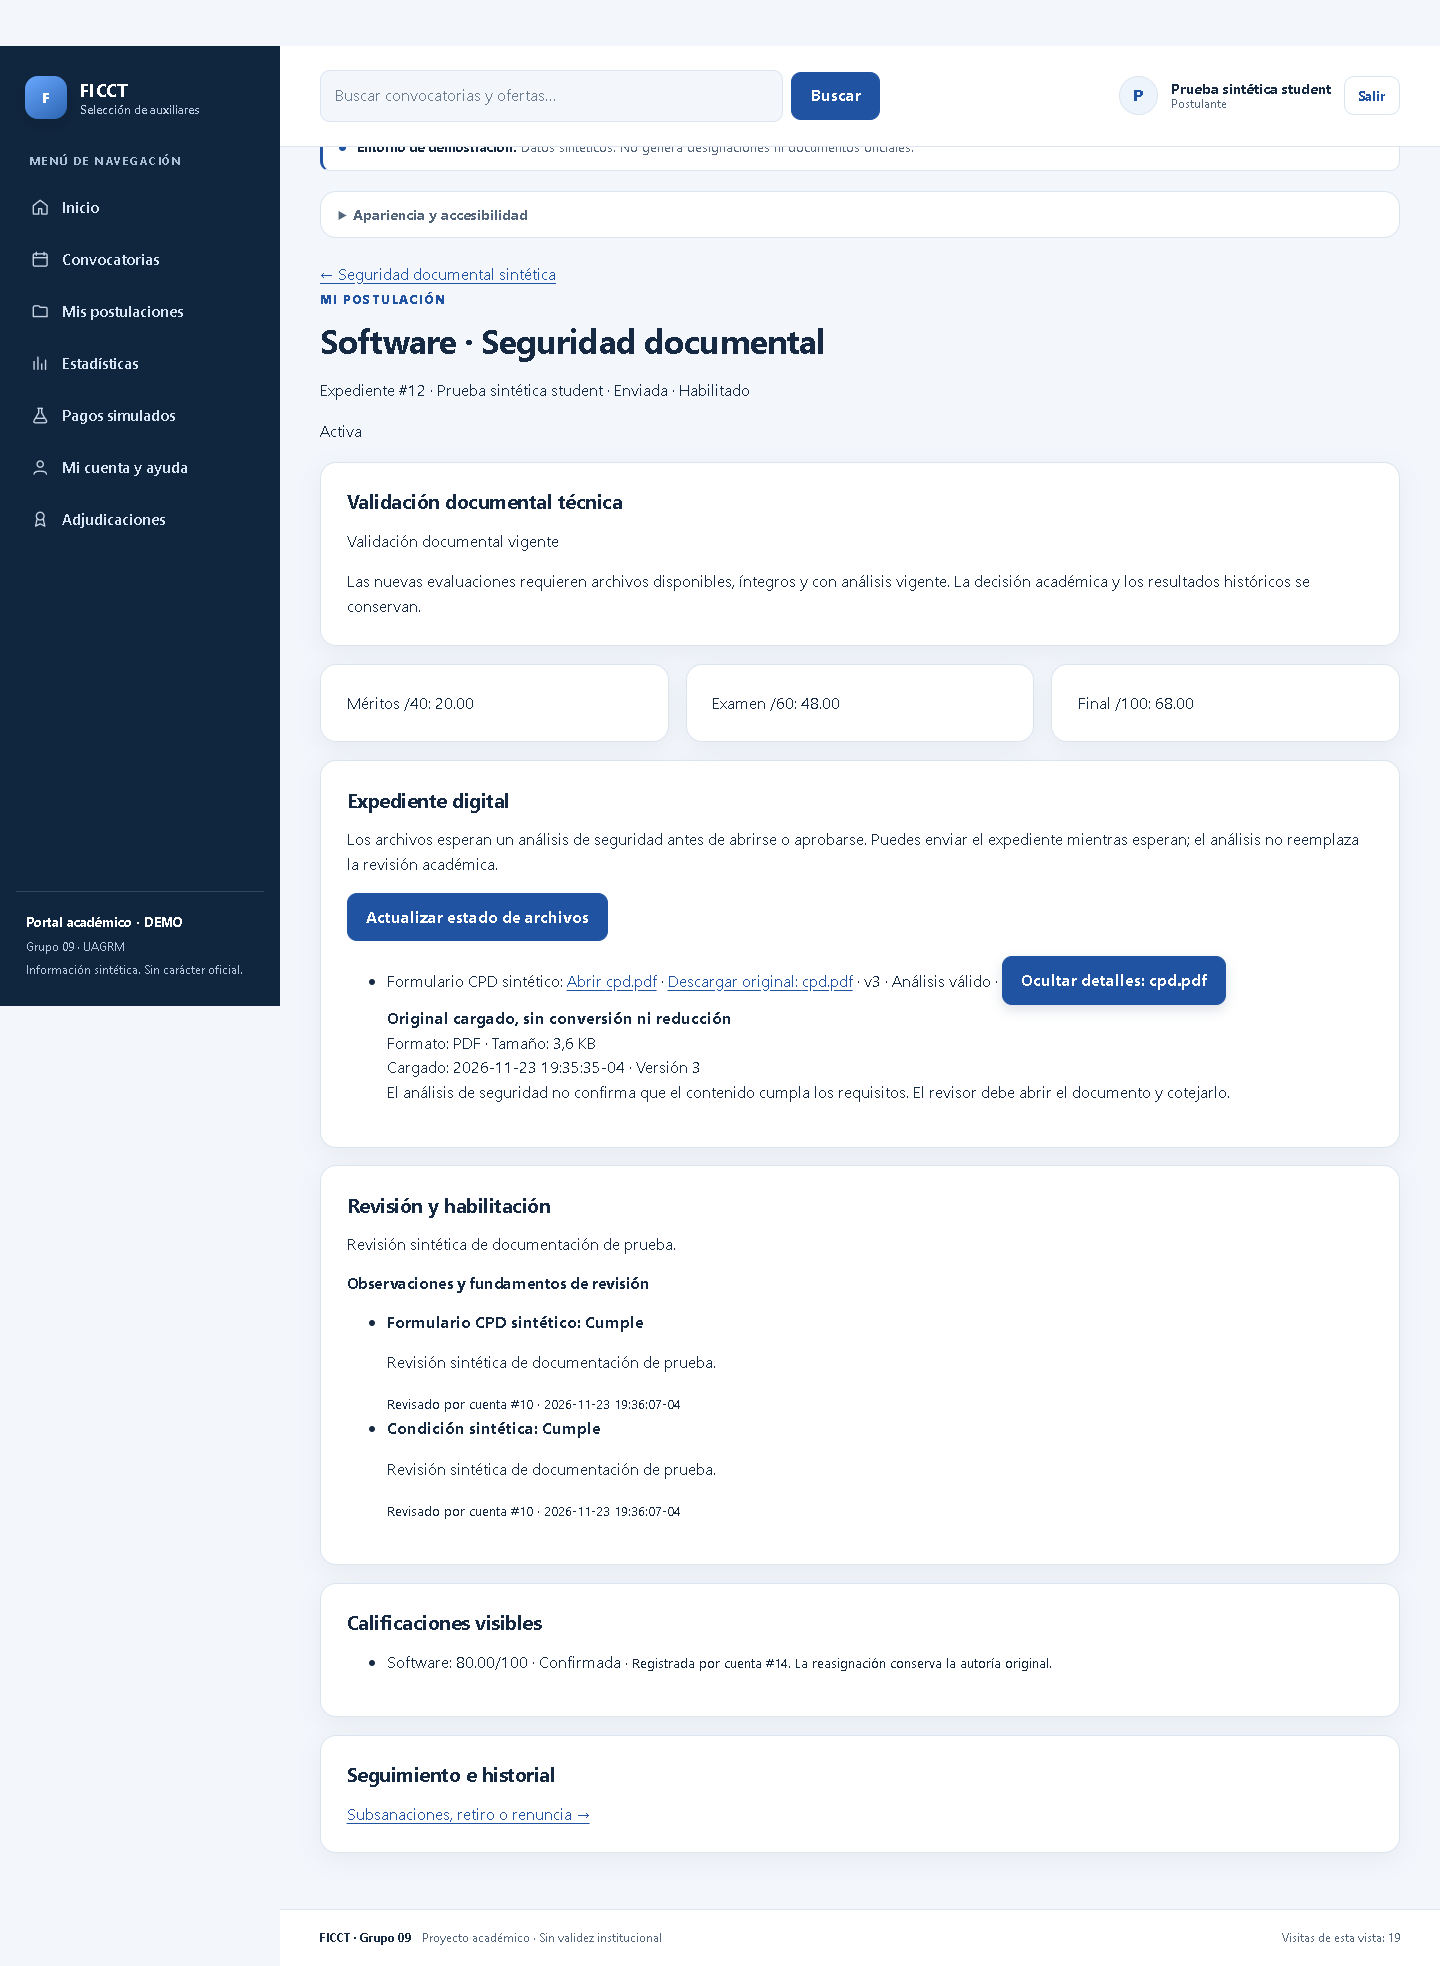 F
FICCT
Selección de auxiliares
MENÚ DE NAVEGACIÓN
Inicio
Convocatorias
Mis postulaciones
Estadísticas
Pagos simulados
Mi cuenta y ayuda
Adjudicaciones
Portal académico · DEMO
Grupo 09 · UAGRM
Información sintética. Sin carácter oficial.
Buscar convocatorias y ofertas...
Buscar
P
Prueba sintética student
Postulante
Salir
Entorno de demostración. Datos sintéticos. No genera designaciones ni documentos oficiales.
▶ Apariencia y accesibilidad
← Seguridad documental sintética
MI POSTULACIÓN
Software · Seguridad documental
Expediente #12 · Prueba sintética student · Enviada · Habilitado
Activa
Validación documental técnica
Validación documental vigente
Las nuevas evaluaciones requieren archivos disponibles, íntegros y con análisis vigente. La decisión académica y los resultados históricos se
conservan.
Méritos /40: 20.00
Examen /60: 48.00
Final /100: 68.00
Expediente digital
Los archivos esperan un análisis de seguridad antes de abrirse o aprobarse. Puedes enviar el expediente mientras esperan; el análisis no reemplaza
la revisión académica.
Actualizar estado de archivos
• Formulario CPD sintético: Abrir cpd.pdf · Descargar original: cpd.pdf · v3 · Análisis válido · Ocultar detalles: cpd.pdf
Original cargado, sin conversión ni reducción
Formato: PDF · Tamaño: 3,6 KB
Cargado: 2026-11-23 19:35:35-04 · Versión 3
El análisis de seguridad no confirma que el contenido cumpla los requisitos. El revisor debe abrir el documento y cotejarlo.
Revisión y habilitación
Revisión sintética de documentación de prueba.
Observaciones y fundamentos de revisión
• Formulario CPD sintético: Cumple
Revisión sintética de documentación de prueba.
Revisado por cuenta #10 · 2026-11-23 19:36:07-04
• Condición sintética: Cumple
Revisión sintética de documentación de prueba.
Revisado por cuenta #10 · 2026-11-23 19:36:07-04
Calificaciones visibles
• Software: 80.00/100 · Confirmada · Registrada por cuenta #14. La reasignación conserva la autoría original.
Seguimiento e historial
Subsanaciones, retiro o renuncia →
FICCT · Grupo 09 Proyecto académico · Sin validez institucional
Visitas de esta vista: 19